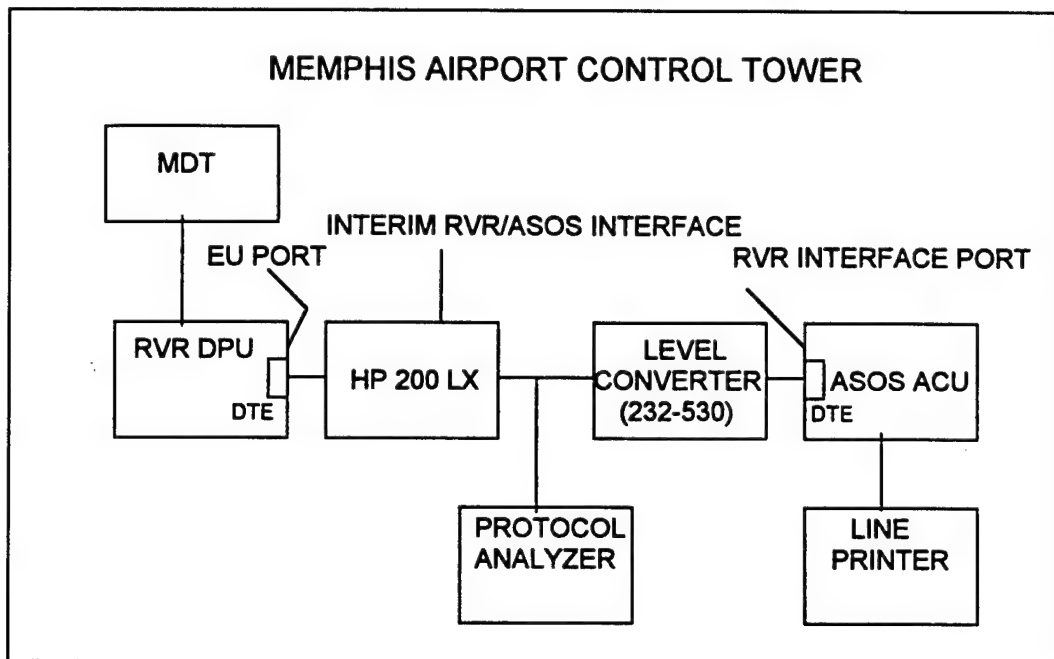 MEMPHIS AIRPORT CONTROL TOWER
MDT
INTERIM RVR/ASOS INTERFACE
EU PORT
RVR INTERFACE PORT
RVR DPU
DTE
HP 200 LX
LEVEL
CONVERTER
(232-530)
ASOS ACU
DTE
PROTOCOL
ANALYZER
LINE
PRINTER